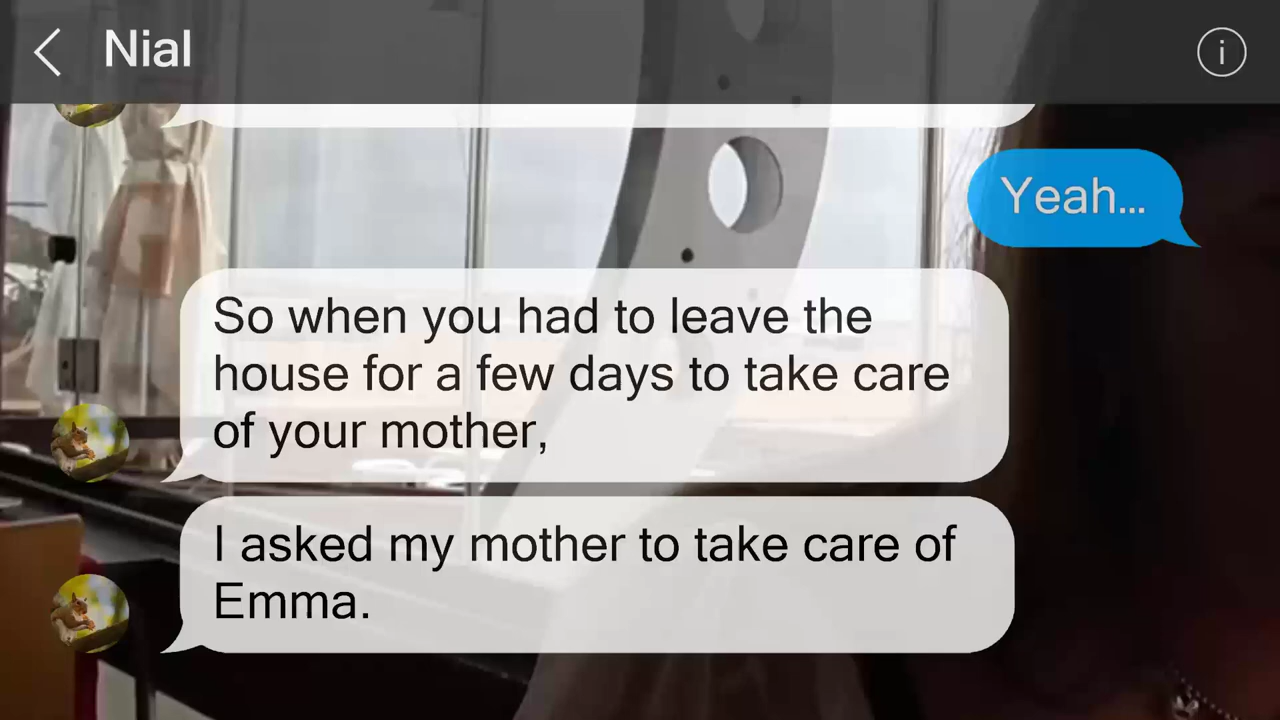 Nial
i
Yeah...
So when you had to leave the
house for a few days to take care
of your mother,
I asked my mother to take care of
Emma.